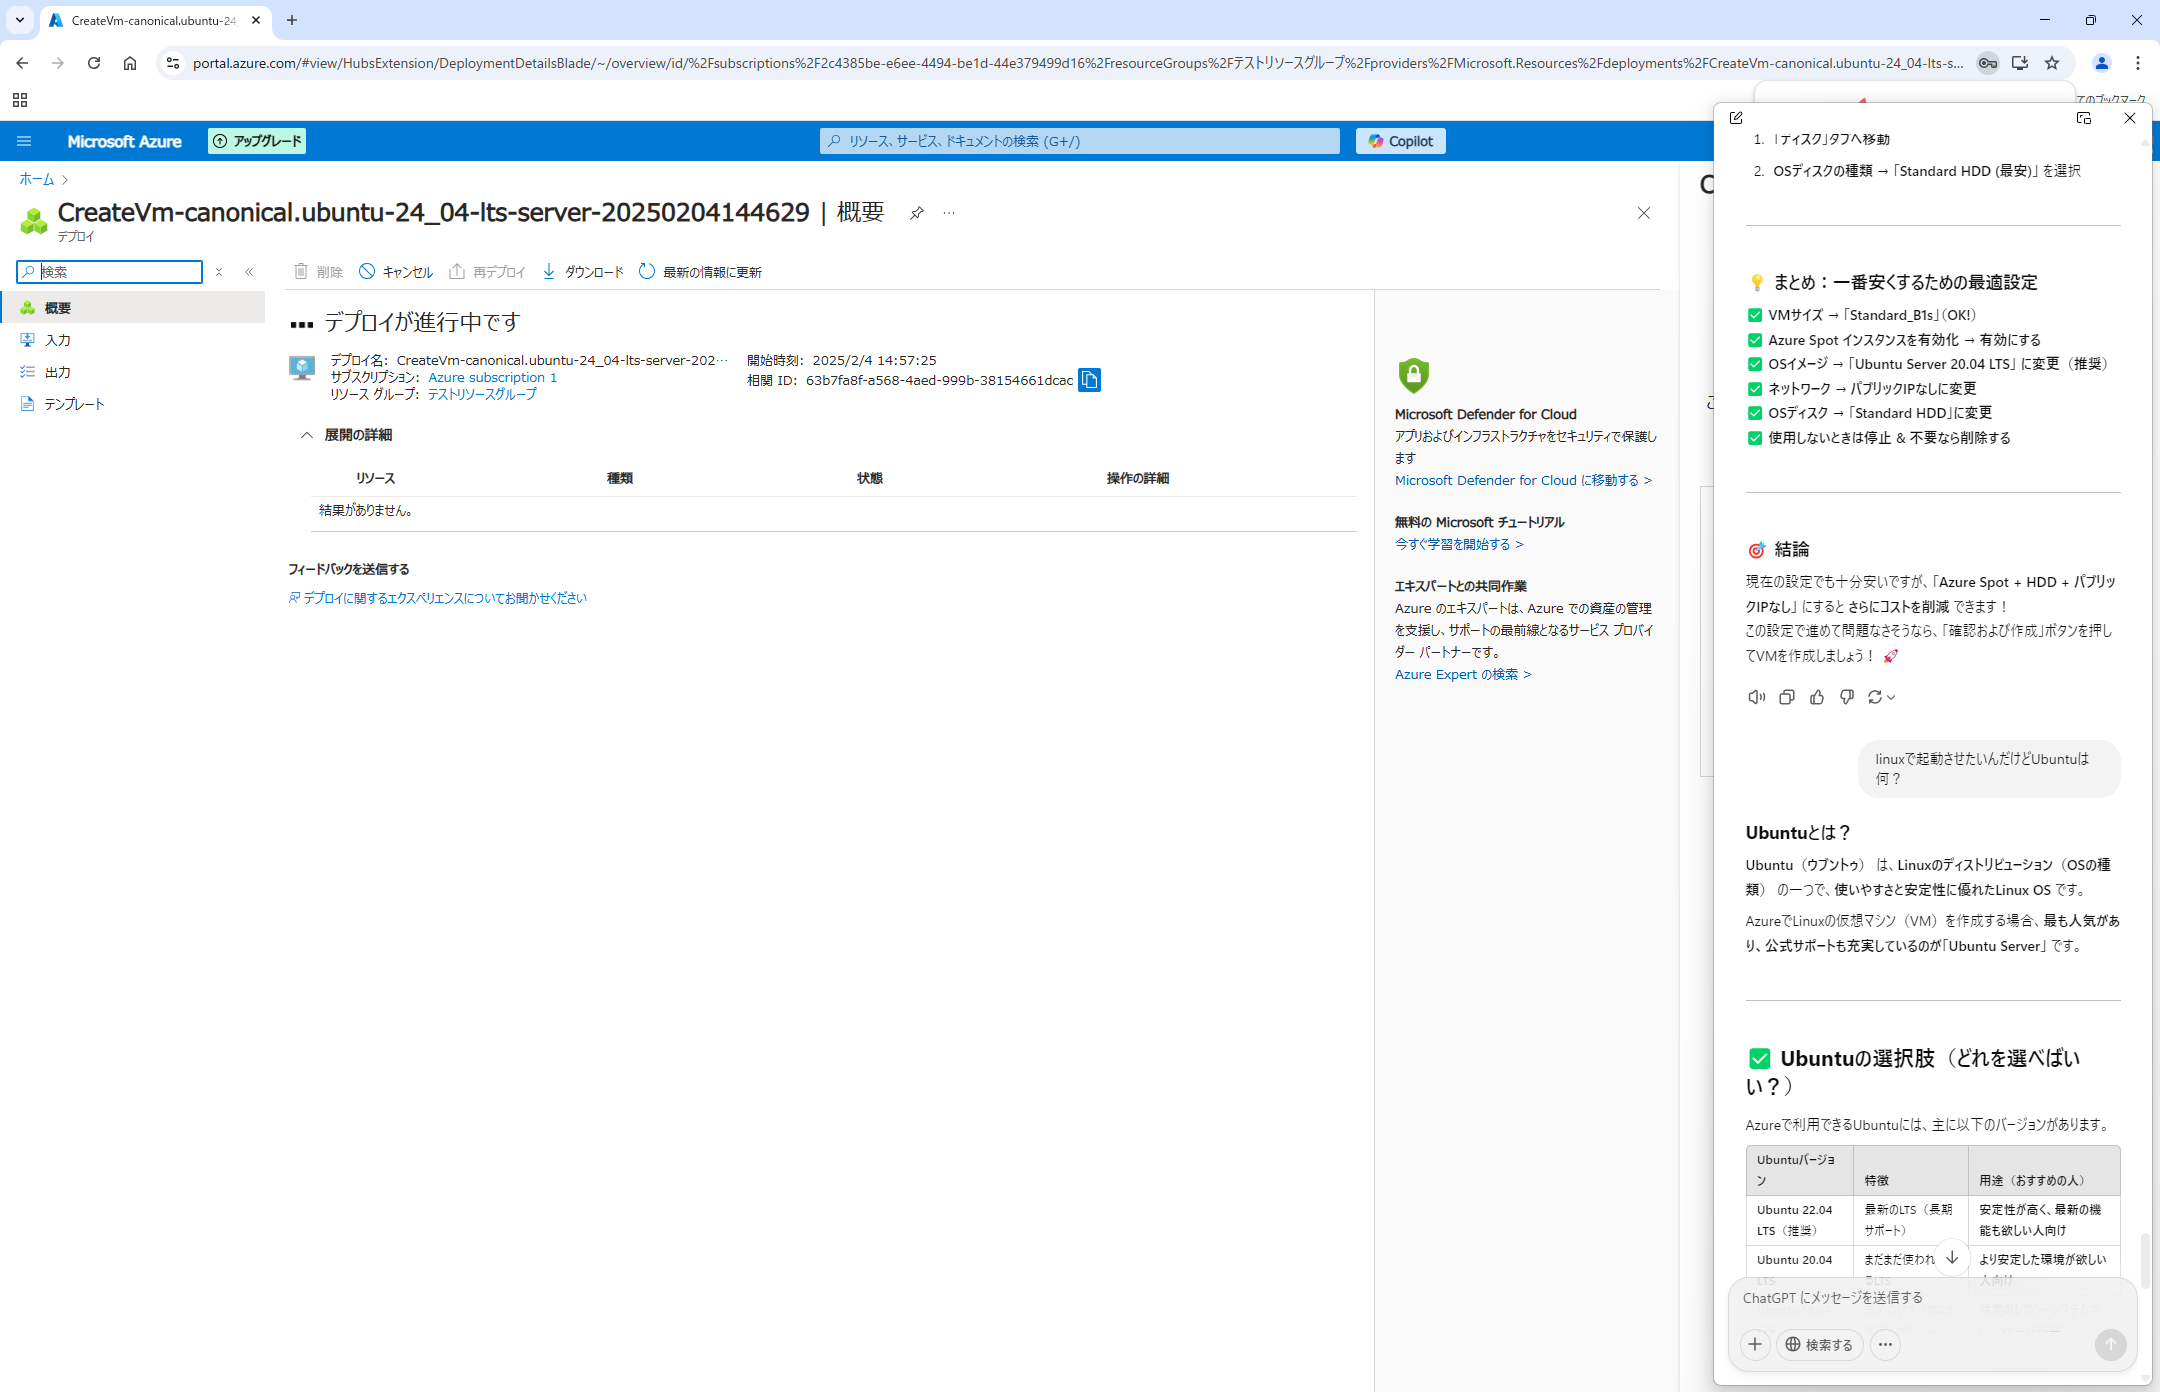 CreateVm-canonical.ubuntu-24
portal.azure.com/#view/HubsExtension/DeploymentDetailsBlade/~/overview/id/%2Fsubscriptions%2F2c4385be-e6ee-4494-be1d-44e379499d16%2FresourceGroups%2Fテストリソースグループ%2Fproviders%2FMicrosoft.Resources%2Fdeployments%2FCreateVm-canonical.ubuntu-24_04-lts-s...
てのブックマーク
Microsoft Azure
アップグレード
リソース、サービス、ドキュメントの検索 (G+/)
Copilot
ホーム >
CreateVm-canonical.ubuntu-24_04-lts-server-20250204144629 | 概要
デプロイ
検索
概要
入力
出力
テンプレート
削除
キャンセル
再デプロイ
ダウンロード
最新の情報に更新
デプロイが進行中です
デプロイ名: CreateVm-canonical.ubuntu-24_04-lts-server-202…
サブスクリプション: Azure subscription 1
リソース グループ: テストリソースグループ
開始時刻: 2025/2/4 14:57:25
相関 ID: 63b7fa8f-a568-4aed-999b-38154661dcac
展開の詳細
リソース 種類 状態 操作の詳細
結果がありません。
フィードバックを送信する
デプロイに関するエクスペリエンスについてお聞かせください
Microsoft Defender for Cloud
アプリおよびインフラストラクチャをセキュリティで保護し
ます
Microsoft Defender for Cloud に移動する >
無料の Microsoft チュートリアル
今すぐ学習を開始する >
エキスパートとの共同作業
Azure のエキスパートは、Azure での資産の管理
を支援し、サポートの最前線となるサービス プロバイ
ダー パートナーです。
Azure Expert の検索 >
1. 「ディスク」タブへ移動
2. OSディスクの種類 → 「Standard HDD (最安)」 を選択
💡 まとめ：一番安くするための最適設定
✅ VMサイズ → 「Standard_B1s」（OK!）
✅ Azure Spot インスタンスを有効化 → 有効にする
✅ OSイメージ → 「Ubuntu Server 20.04 LTS」 に変更（推奨）
✅ ネットワーク → パブリックIPなしに変更
✅ OSディスク → 「Standard HDD」に変更
✅ 使用しないときは停止 & 不要なら削除する
🎯 結論
現在の設定でも十分安いですが、「Azure Spot + HDD + パブリッ
クIPなし」 にすると さらにコストを削減 できます！
この設定で進めて問題なさそうなら、「確認および作成」ボタンを押し
てVMを作成しましょう！ 🚀
linuxで起動させたいんだけどUbuntuは
何？
Ubuntuとは？
Ubuntu（ウブントゥ） は、Linuxのディストリビューション（OSの種
類） の一つで、使いやすさと安定性に優れたLinux OS です。
AzureでLinuxの仮想マシン（VM）を作成する場合、最も人気があ
り、公式サポートも充実しているのが「Ubuntu Server」 です。
✅ Ubuntuの選択肢（どれを選べばい
い？）
Azureで利用できるUbuntuには、主に以下のバージョンがあります。
Ubuntuバージョ
ン
特徴
用途（おすすめの人）
Ubuntu 22.04
LTS（推奨）
最新のLTS（長期
サポート）
安定性が高く、最新の機
能も欲しい人向け
Ubuntu 20.04
LTS
まだまだ使われ
るLTS
より安定した環境が欲しい
人向け
ChatGPT にメッセージを送信する
検索する